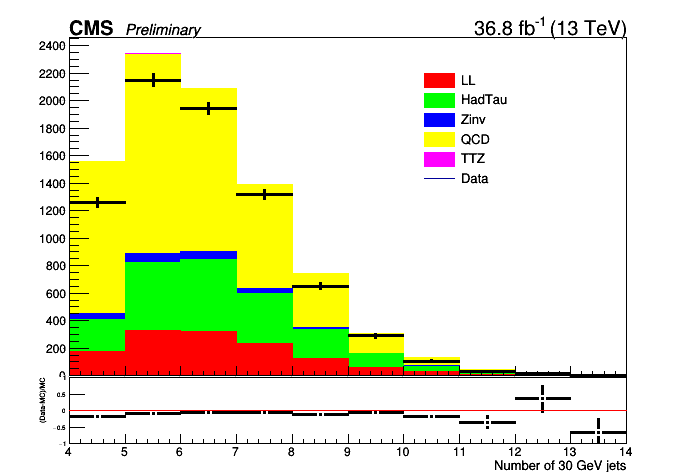 CMS Preliminary 36.8 fb⁻¹ (13 TeV)
2400
2200
2000
1800
1600
1400
1200
1000
800
600
400
200
0
LL
HadTau
Zinv
QCD
TTZ
Data
(Data-MC)/MC
1
0.5
0
−0.5
−1
4 5 6 7 8 9 10 11 12 13 14
Number of 30 GeV jets